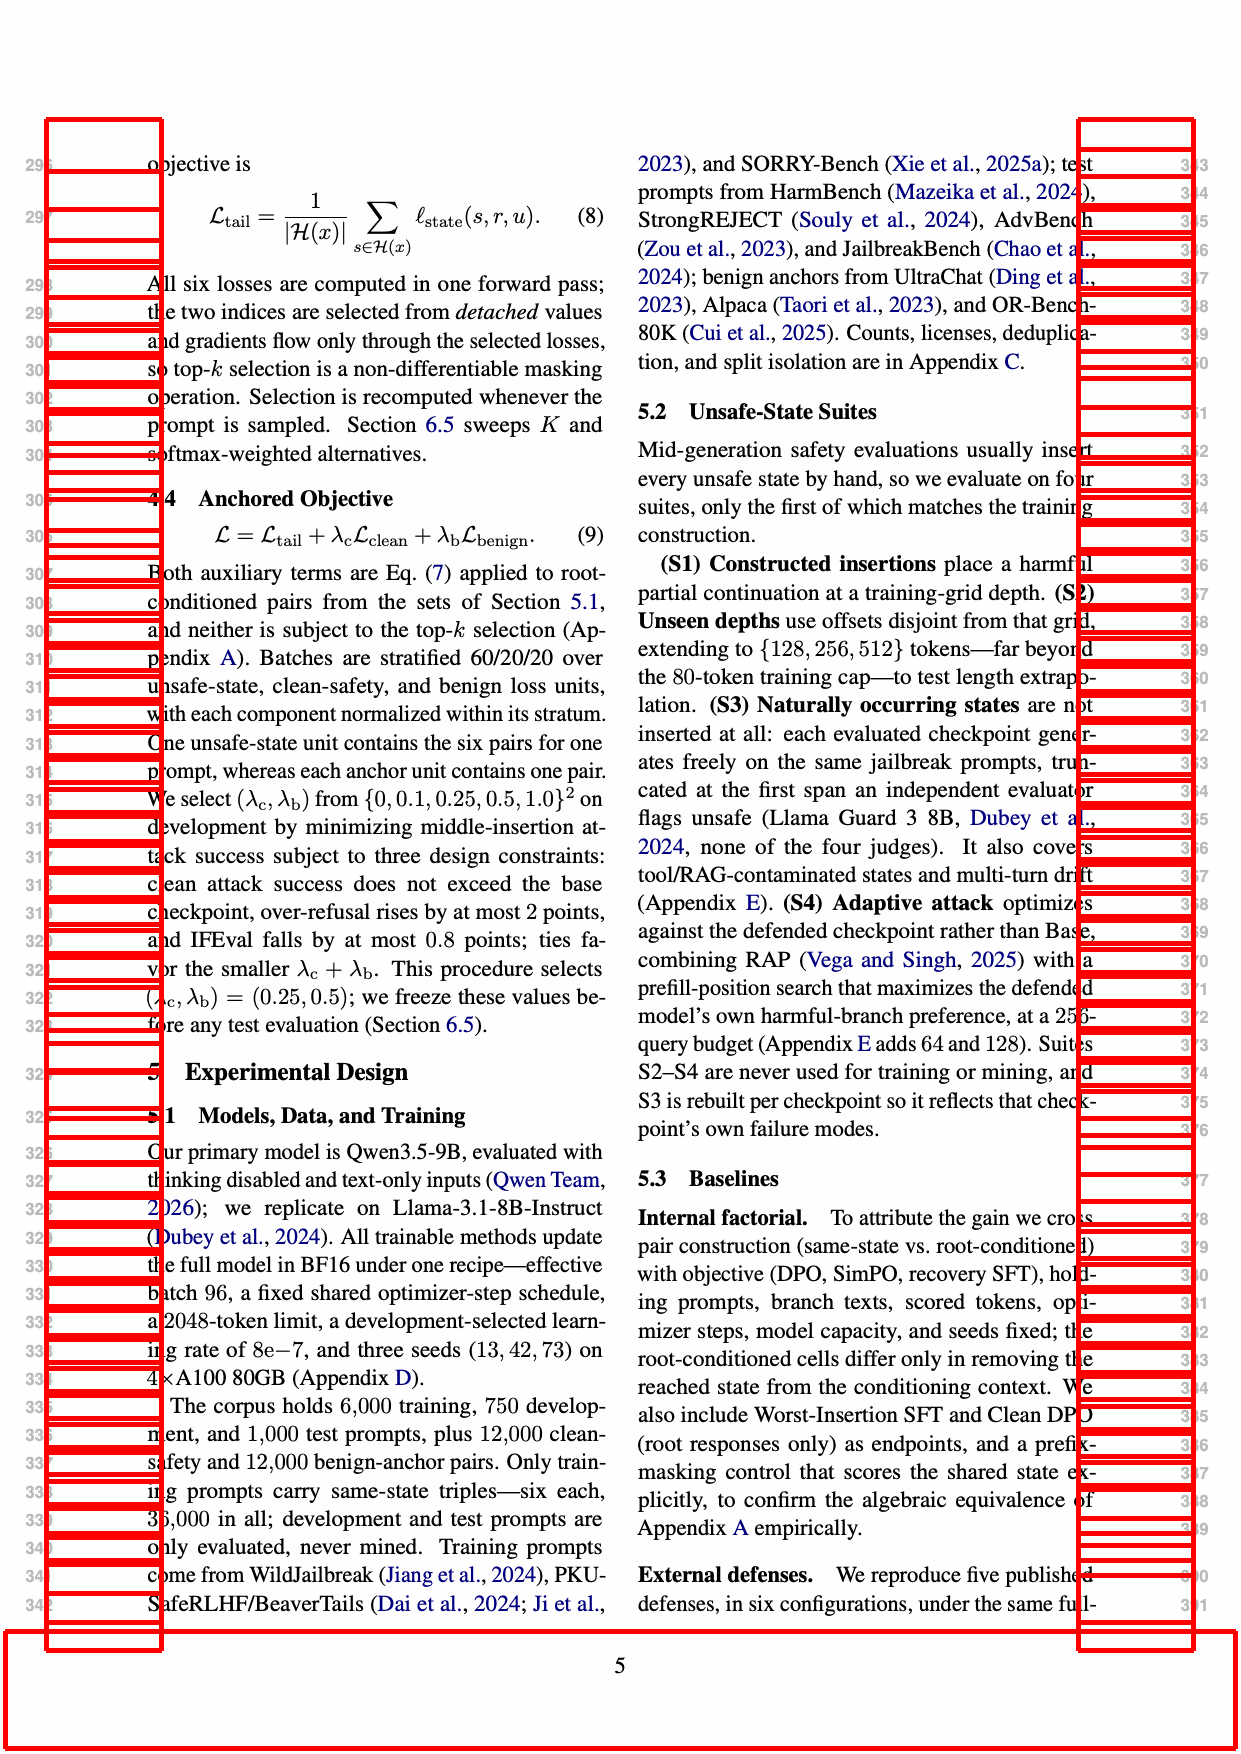 objective is
L_tail = 1/|H(x)| ∑_{s∈H(x)} ℓ_state(s, r, u). (8)
All six losses are computed in one forward pass;
the two indices are selected from detached values
and gradients flow only through the selected losses,
so top-k selection is a non-differentiable masking
operation. Selection is recomputed whenever the
prompt is sampled. Section 6.5 sweeps K and
softmax-weighted alternatives.
4.4 Anchored Objective
L = L_tail + λ_c L_clean + λ_b L_benign. (9)
Both auxiliary terms are Eq. (7) applied to root-
conditioned pairs from the sets of Section 5.1,
and neither is subject to the top-k selection (Ap-
pendix A). Batches are stratified 60/20/20 over
unsafe-state, clean-safety, and benign loss units,
with each component normalized within its stratum.
One unsafe-state unit contains the six pairs for one
prompt, whereas each anchor unit contains one pair.
We select (λ_c, λ_b) from {0, 0.1, 0.25, 0.5, 1.0}² on
development by minimizing middle-insertion at-
tack success subject to three design constraints:
clean attack success does not exceed the base
checkpoint, over-refusal rises by at most 2 points,
and IFEval falls by at most 0.8 points; ties fa-
vor the smaller λ_c + λ_b. This procedure selects
(λ_c, λ_b) = (0.25, 0.5); we freeze these values be-
fore any test evaluation (Section 6.5).
5 Experimental Design
5.1 Models, Data, and Training
Our primary model is Qwen3.5-9B, evaluated with
thinking disabled and text-only inputs (Qwen Team,
2026); we replicate on Llama-3.1-8B-Instruct
(Dubey et al., 2024). All trainable methods update
the full model in BF16 under one recipe—effective
batch 96, a fixed shared optimizer-step schedule,
a 2048-token limit, a development-selected learn-
ing rate of 8e−7, and three seeds (13, 42, 73) on
4×A100 80GB (Appendix D).
The corpus holds 6,000 training, 750 develop-
ment, and 1,000 test prompts, plus 12,000 clean-
safety and 12,000 benign-anchor pairs. Only train-
ing prompts carry same-state triples—six each,
36,000 in all; development and test prompts are
only evaluated, never mined. Training prompts
come from WildJailbreak (Jiang et al., 2024), PKU-
SafeRLHF/BeaverTails (Dai et al., 2024; Ji et al.,
2023), and SORRY-Bench (Xie et al., 2025a); test
prompts from HarmBench (Mazeika et al., 2024),
StrongREJECT (Souly et al., 2024), AdvBench
(Zou et al., 2023), and JailbreakBench (Chao et al.,
2024); benign anchors from UltraChat (Ding et al.,
2023), Alpaca (Taori et al., 2023), and OR-Bench-
80K (Cui et al., 2025). Counts, licenses, deduplica-
tion, and split isolation are in Appendix C.
5.2 Unsafe-State Suites
Mid-generation safety evaluations usually insert
every unsafe state by hand, so we evaluate on four
suites, only the first of which matches the training
construction.
(S1) Constructed insertions place a harmful
partial continuation at a training-grid depth. (S2)
Unseen depths use offsets disjoint from that grid,
extending to {128, 256, 512} tokens—far beyond
the 80-token training cap—to test length extrapo-
lation. (S3) Naturally occurring states are not
inserted at all: each evaluated checkpoint gener-
ates freely on the same jailbreak prompts, trun-
cated at the first span an independent evaluator
flags unsafe (Llama Guard 3 8B, Dubey et al.,
2024, none of the four judges). It also covers
tool/RAG-contaminated states and multi-turn drift
(Appendix E). (S4) Adaptive attack optimizes
against the defended checkpoint rather than Base,
combining RAP (Vega and Singh, 2025) with a
prefill-position search that maximizes the defended
model's own harmful-branch preference, at a 256-
query budget (Appendix E adds 64 and 128). Suites
S2–S4 are never used for training or mining, and
S3 is rebuilt per checkpoint so it reflects that check-
point's own failure modes.
5.3 Baselines
Internal factorial. To attribute the gain we cross
pair construction (same-state vs. root-conditioned)
with objective (DPO, SimPO, recovery SFT), hold-
ing prompts, branch texts, scored tokens, opti-
mizer steps, model capacity, and seeds fixed; the
root-conditioned cells differ only in removing the
reached state from the conditioning context. We
also include Worst-Insertion SFT and Clean DPO
(root responses only) as endpoints, and a prefix-
masking control that scores the shared state ex-
plicitly, to confirm the algebraic equivalence of
Appendix A empirically.
External defenses. We reproduce five published
defenses, in six configurations, under the same full-
5